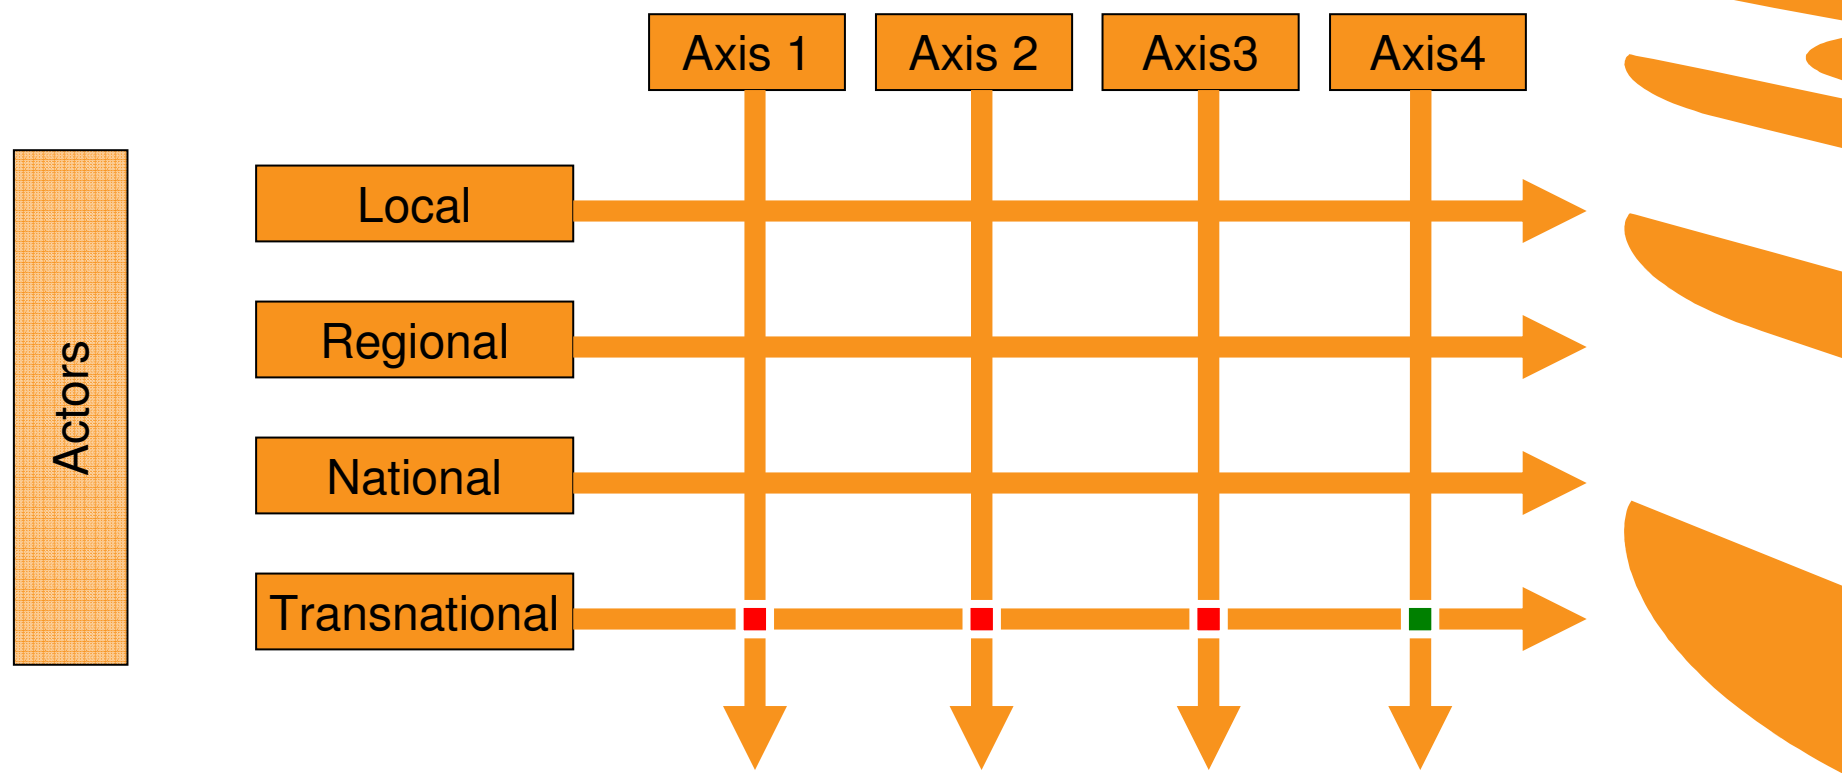 Axis 1
Axis 2
Axis3
Axis4
Actors
Local
Regional
National
Transnational